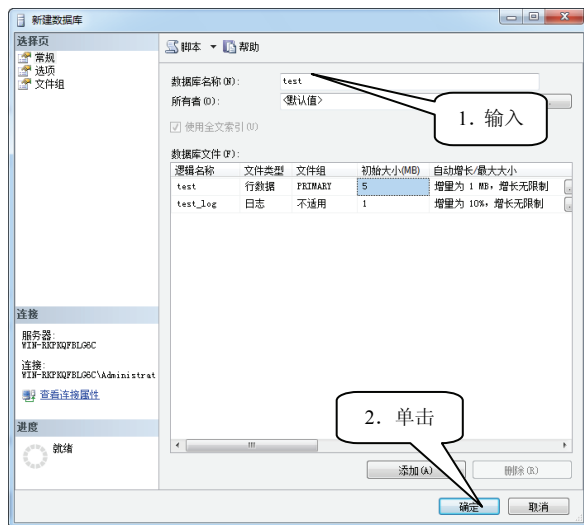 新建数据库
选择页
常规
选项
文件组
脚本 帮助
数据库名称(N): test
所有者(O): <默认值>
1. 输入
使用全文索引(U)
数据库文件(F):
逻辑名称 文件类型 文件组 初始大小(MB) 自动增长/最大大小
test 行数据 PRIMARY 5 增量为 1 MB，增长无限制
test_log 日志 不适用 1 增量为 10%，增长无限制
连接
服务器:
WIN-RKPKQFBLG6C
连接:
WIN-RKPKQFBLG6C\Administrat
查看连接属性
进度
就绪
2. 单击
添加(A) 删除(R)
确定 取消